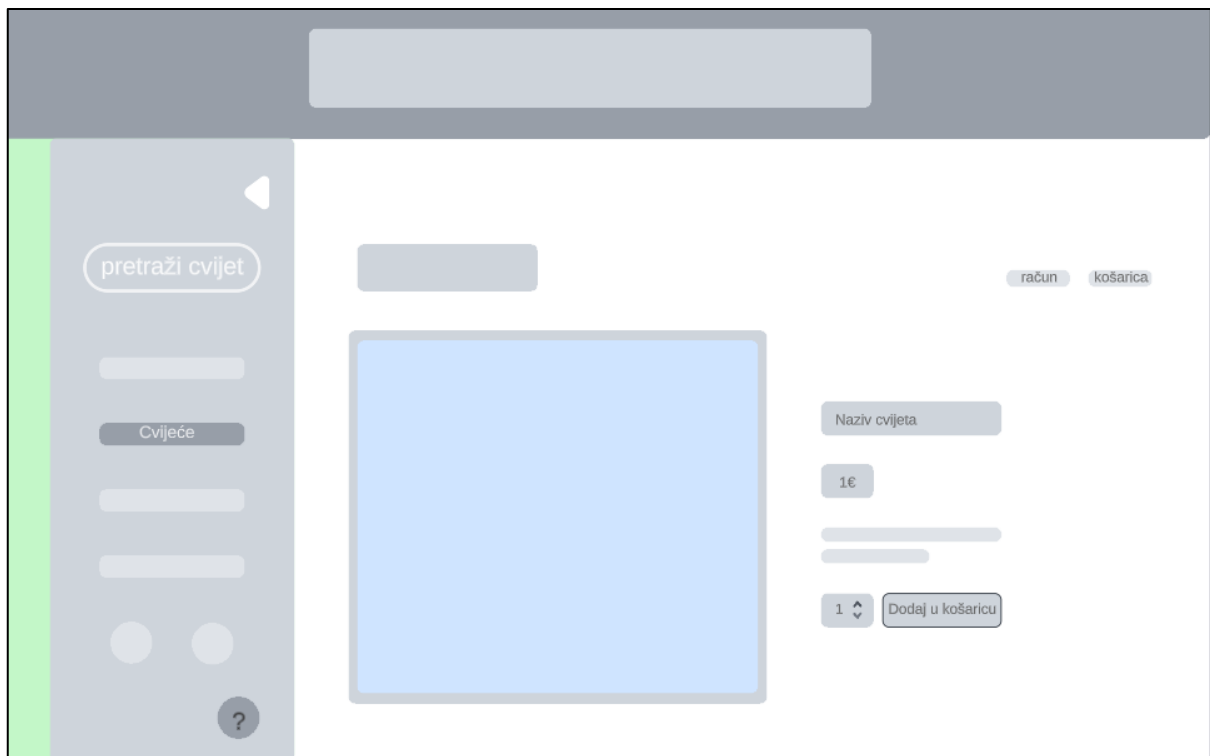 pretraži cvijet
račun
košarica
Cvijeće
Naziv cvijeta
1€
1
Dodaj u košaricu
?